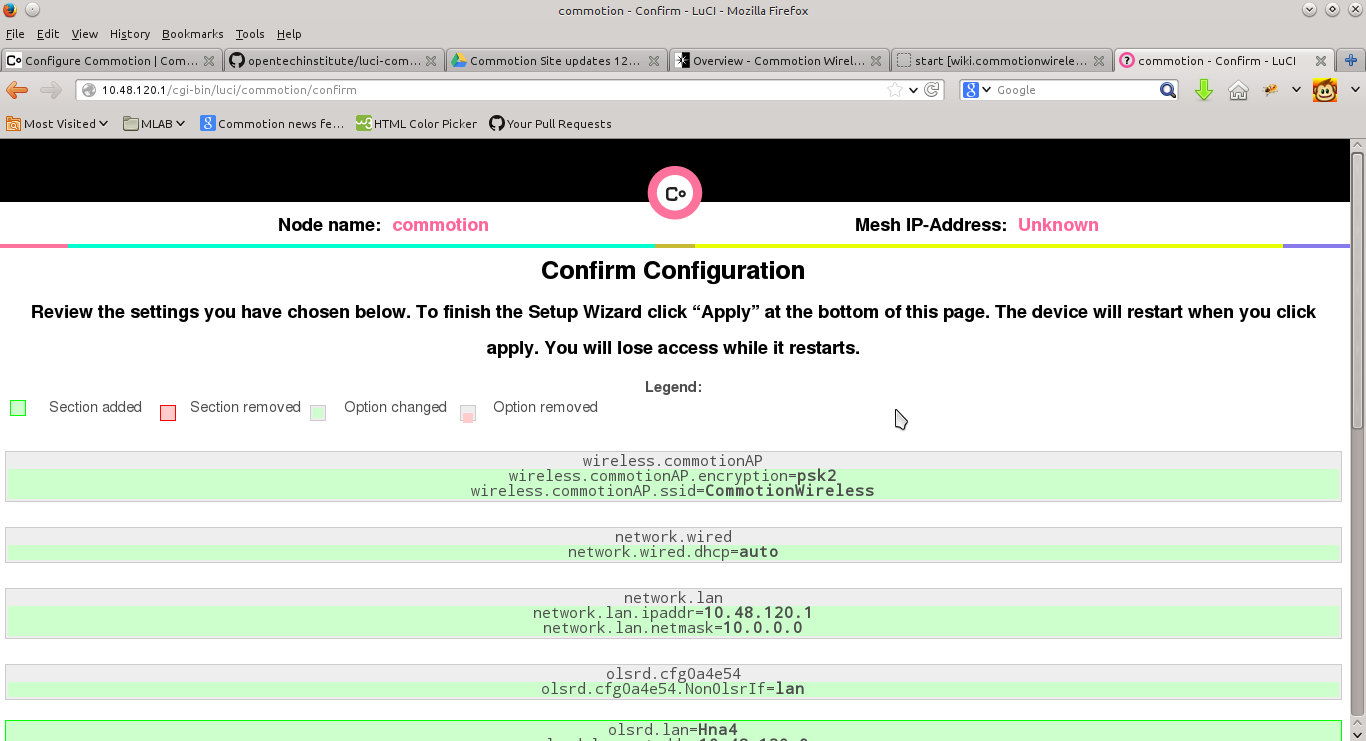 commotion - Confirm - LuCI - Mozilla Firefox
File Edit View History Bookmarks Tools Help
Configure Commotion | Com... opentechinstitute/luci-com... Commotion Site updates 12... Overview - Commotion Wirel... start [wiki.commotionwirele... commotion - Confirm - LuCI
10.48.120.1/cgi-bin/luci/commotion/confirm Google
Most Visited MLAB Commotion news fe... HTML Color Picker Your Pull Requests
Co
Node name: commotion Mesh IP-Address: Unknown
Confirm Configuration
Review the settings you have chosen below. To finish the Setup Wizard click “Apply” at the bottom of this page. The device will restart when you click
apply. You will lose access while it restarts.
Legend:
Section added Section removed Option changed Option removed
wireless.commotionAP
wireless.commotionAP.encryption=psk2
wireless.commotionAP.ssid=CommotionWireless
network.wired
network.wired.dhcp=auto
network.lan
network.lan.ipaddr=10.48.120.1
network.lan.netmask=10.0.0.0
olsrd.cfg0a4e54
olsrd.cfg0a4e54.NonOlsrIf=lan
olsrd.lan=Hna4